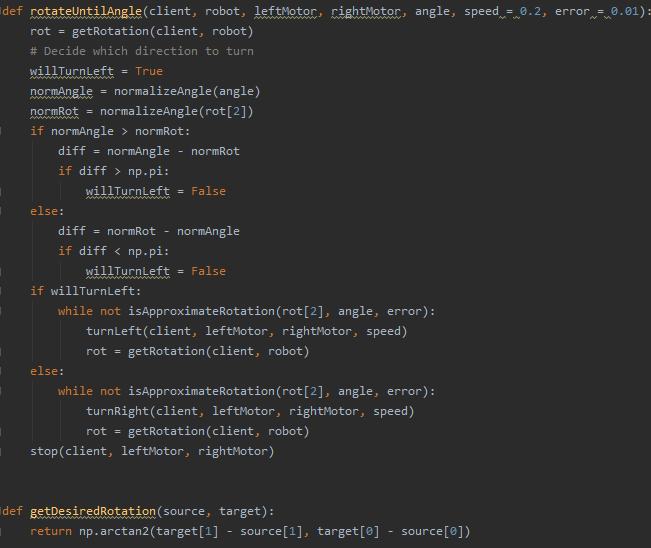 def rotateUntilAngle(client, robot, leftMotor, rightMotor, angle, speed = 0.2, error = 0.01):
    rot = getRotation(client, robot)
    # Decide which direction to turn
    willTurnLeft = True
    normAngle = normalizeAngle(angle)
    normRot = normalizeAngle(rot[2])
    if normAngle > normRot:
        diff = normAngle - normRot
        if diff > np.pi:
            willTurnLeft = False
    else:
        diff = normRot - normAngle
        if diff < np.pi:
            willTurnLeft = False
    if willTurnLeft:
        while not isApproximateRotation(rot[2], angle, error):
            turnLeft(client, leftMotor, rightMotor, speed)
            rot = getRotation(client, robot)
    else:
        while not isApproximateRotation(rot[2], angle, error):
            turnRight(client, leftMotor, rightMotor, speed)
            rot = getRotation(client, robot)
    stop(client, leftMotor, rightMotor)
def getDesiredRotation(source, target):
    return np.arctan2(target[1] - source[1], target[0] - source[0])